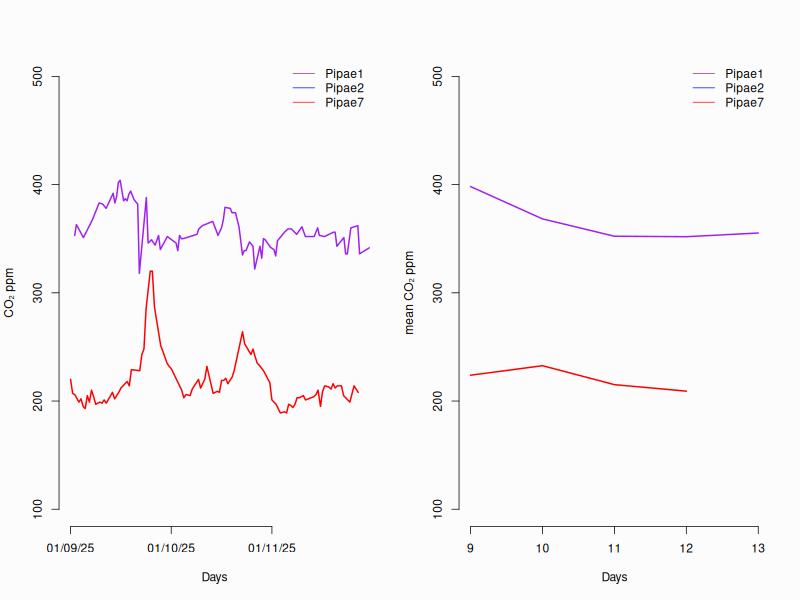 Pipae1
Pipae2
Pipae7
500
400
300
200
100
CO₂ ppm
01/09/25
01/10/25
01/11/25
Days
Pipae1
Pipae2
Pipae7
500
400
300
200
100
mean CO₂ ppm
9
10
11
12
13
Days